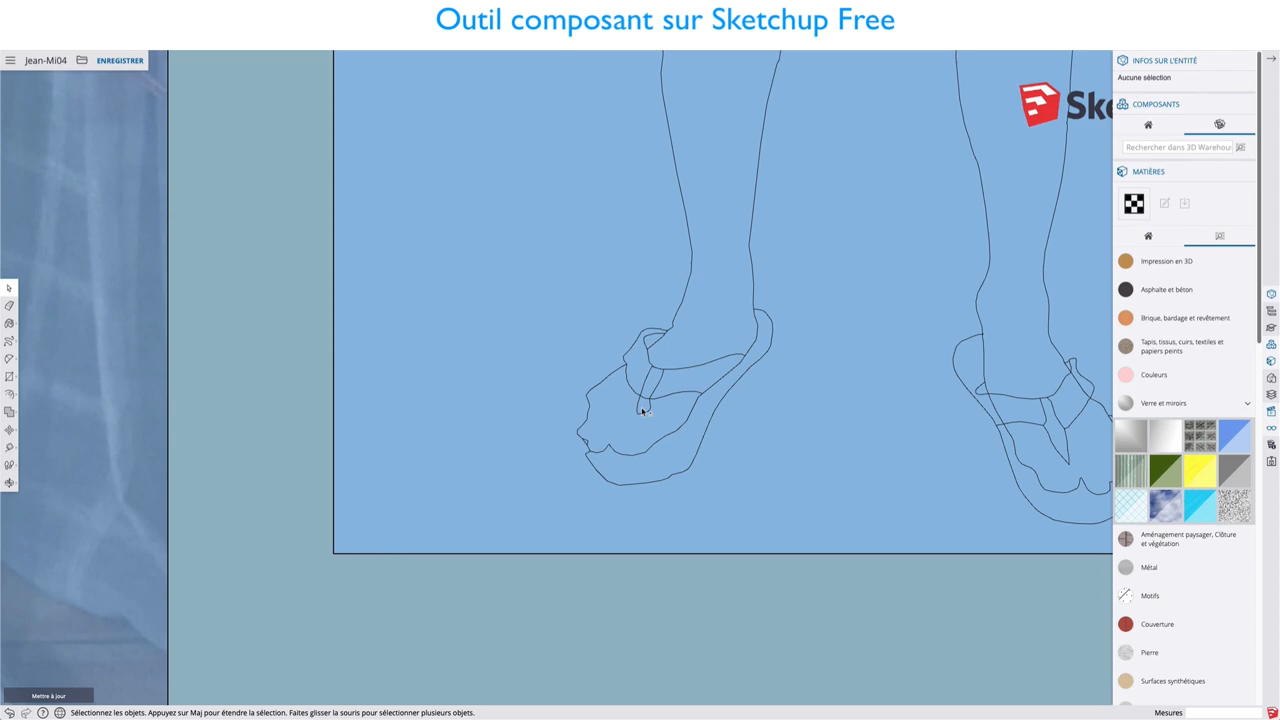 Outil composant sur Sketchup Free
Jean-Mi04
ENREGISTRER
INFOS SUR L'ENTITÉ
Aucune sélection
Ske
COMPOSANTS
Rechercher dans 3D Warehou
MATIÈRES
Impression en 3D
Asphalte et béton
Brique, bardage et revêtement
Tapis, tissus, cuirs, textiles et
papiers peints
Couleurs
Verre et miroirs
Aménagement paysager, Clôture
et végétation
Métal
Motifs
Couverture
Pierre
Surfaces synthétiques
Mettre à jour
Sélectionnez les objets. Appuyez sur Maj pour étendre la sélection. Faites glisser la souris pour sélectionner plusieurs objets.
Mesures